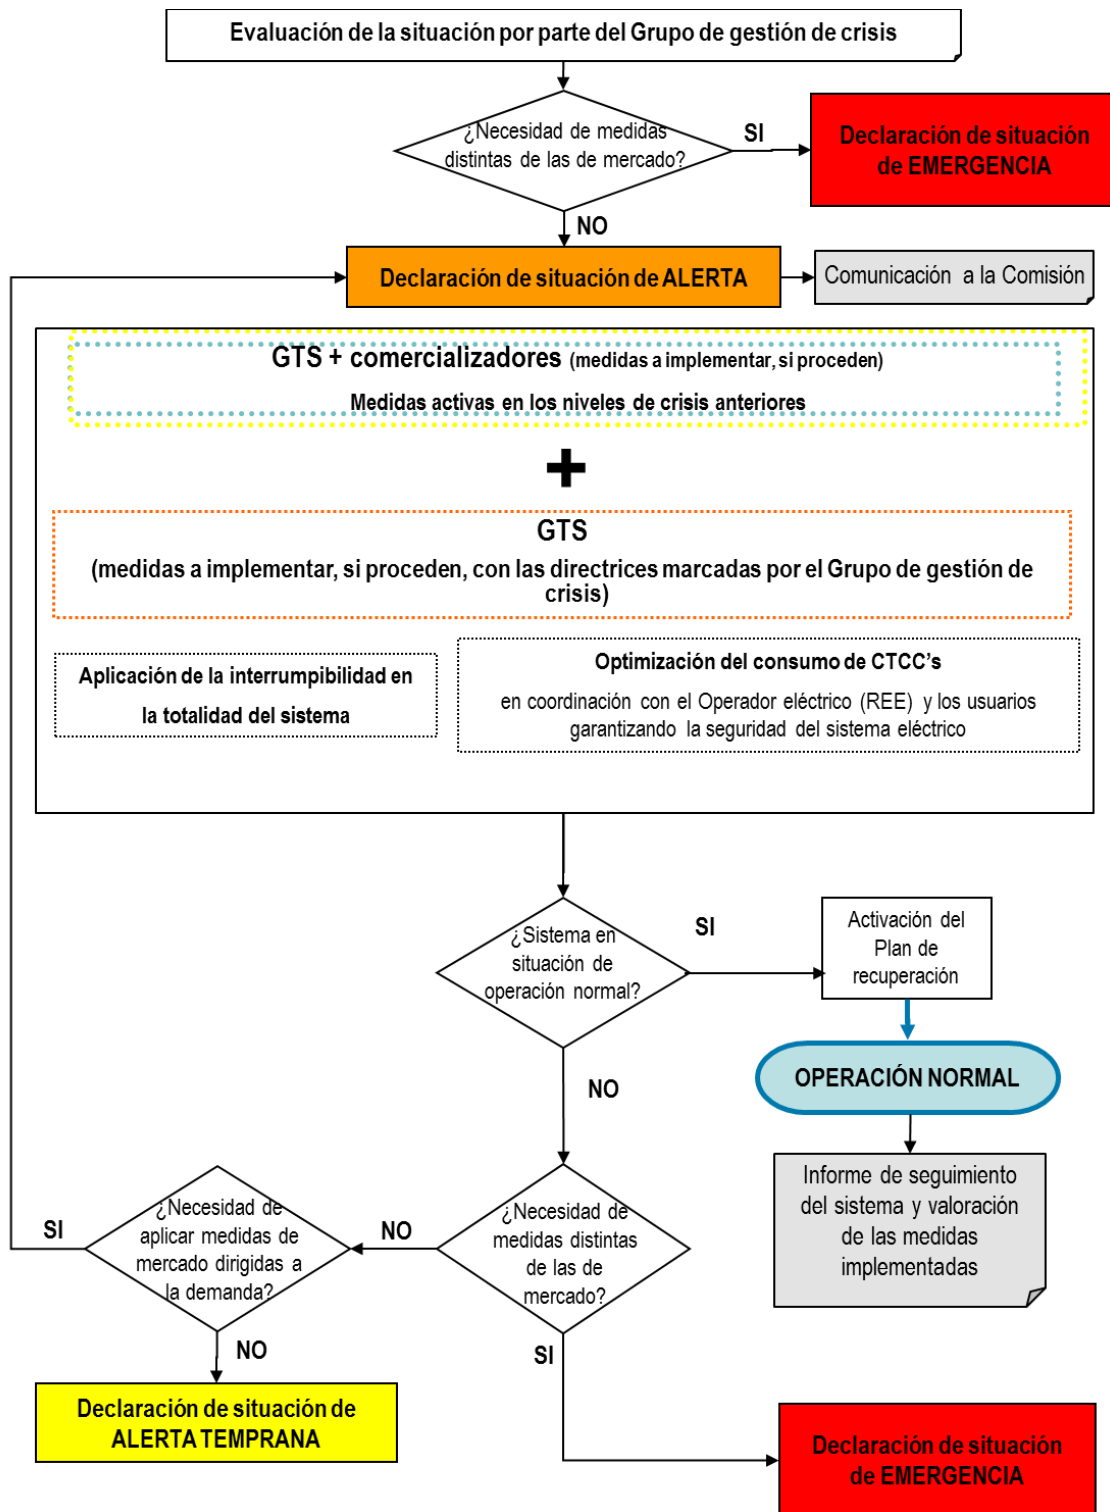 Evaluación de la situación por parte del Grupo de gestión de crisis
¿Necesidad de medidas
distintas de las de mercado?
SI
Declaración de situación
de EMERGENCIA
NO
Declaración de situación de ALERTA
Comunicación a la Comisión
GTS + comercializadores (medidas a implementar, si proceden)
Medidas activas en los niveles de crisis anteriores
+
GTS
(medidas a implementar, si proceden, con las directrices marcadas por el Grupo de gestión de
crisis)
Aplicación de la interrumpibilidad en
la totalidad del sistema
Optimización del consumo de CTCC's
en coordinación con el Operador eléctrico (REE) y los usuarios
garantizando la seguridad del sistema eléctrico
¿Sistema en
situación de
operación normal?
SI
Activación del
Plan de
recuperación
OPERACIÓN NORMAL
Informe de seguimiento
del sistema y valoración
de las medidas
implementadas
NO
¿Necesidad de
medidas distintas
de las de
mercado?
NO
¿Necesidad de
aplicar medidas de
mercado dirigidas a
la demanda?
SI
NO
Declaración de situación de
ALERTA TEMPRANA
SI
Declaración de situación
de EMERGENCIA